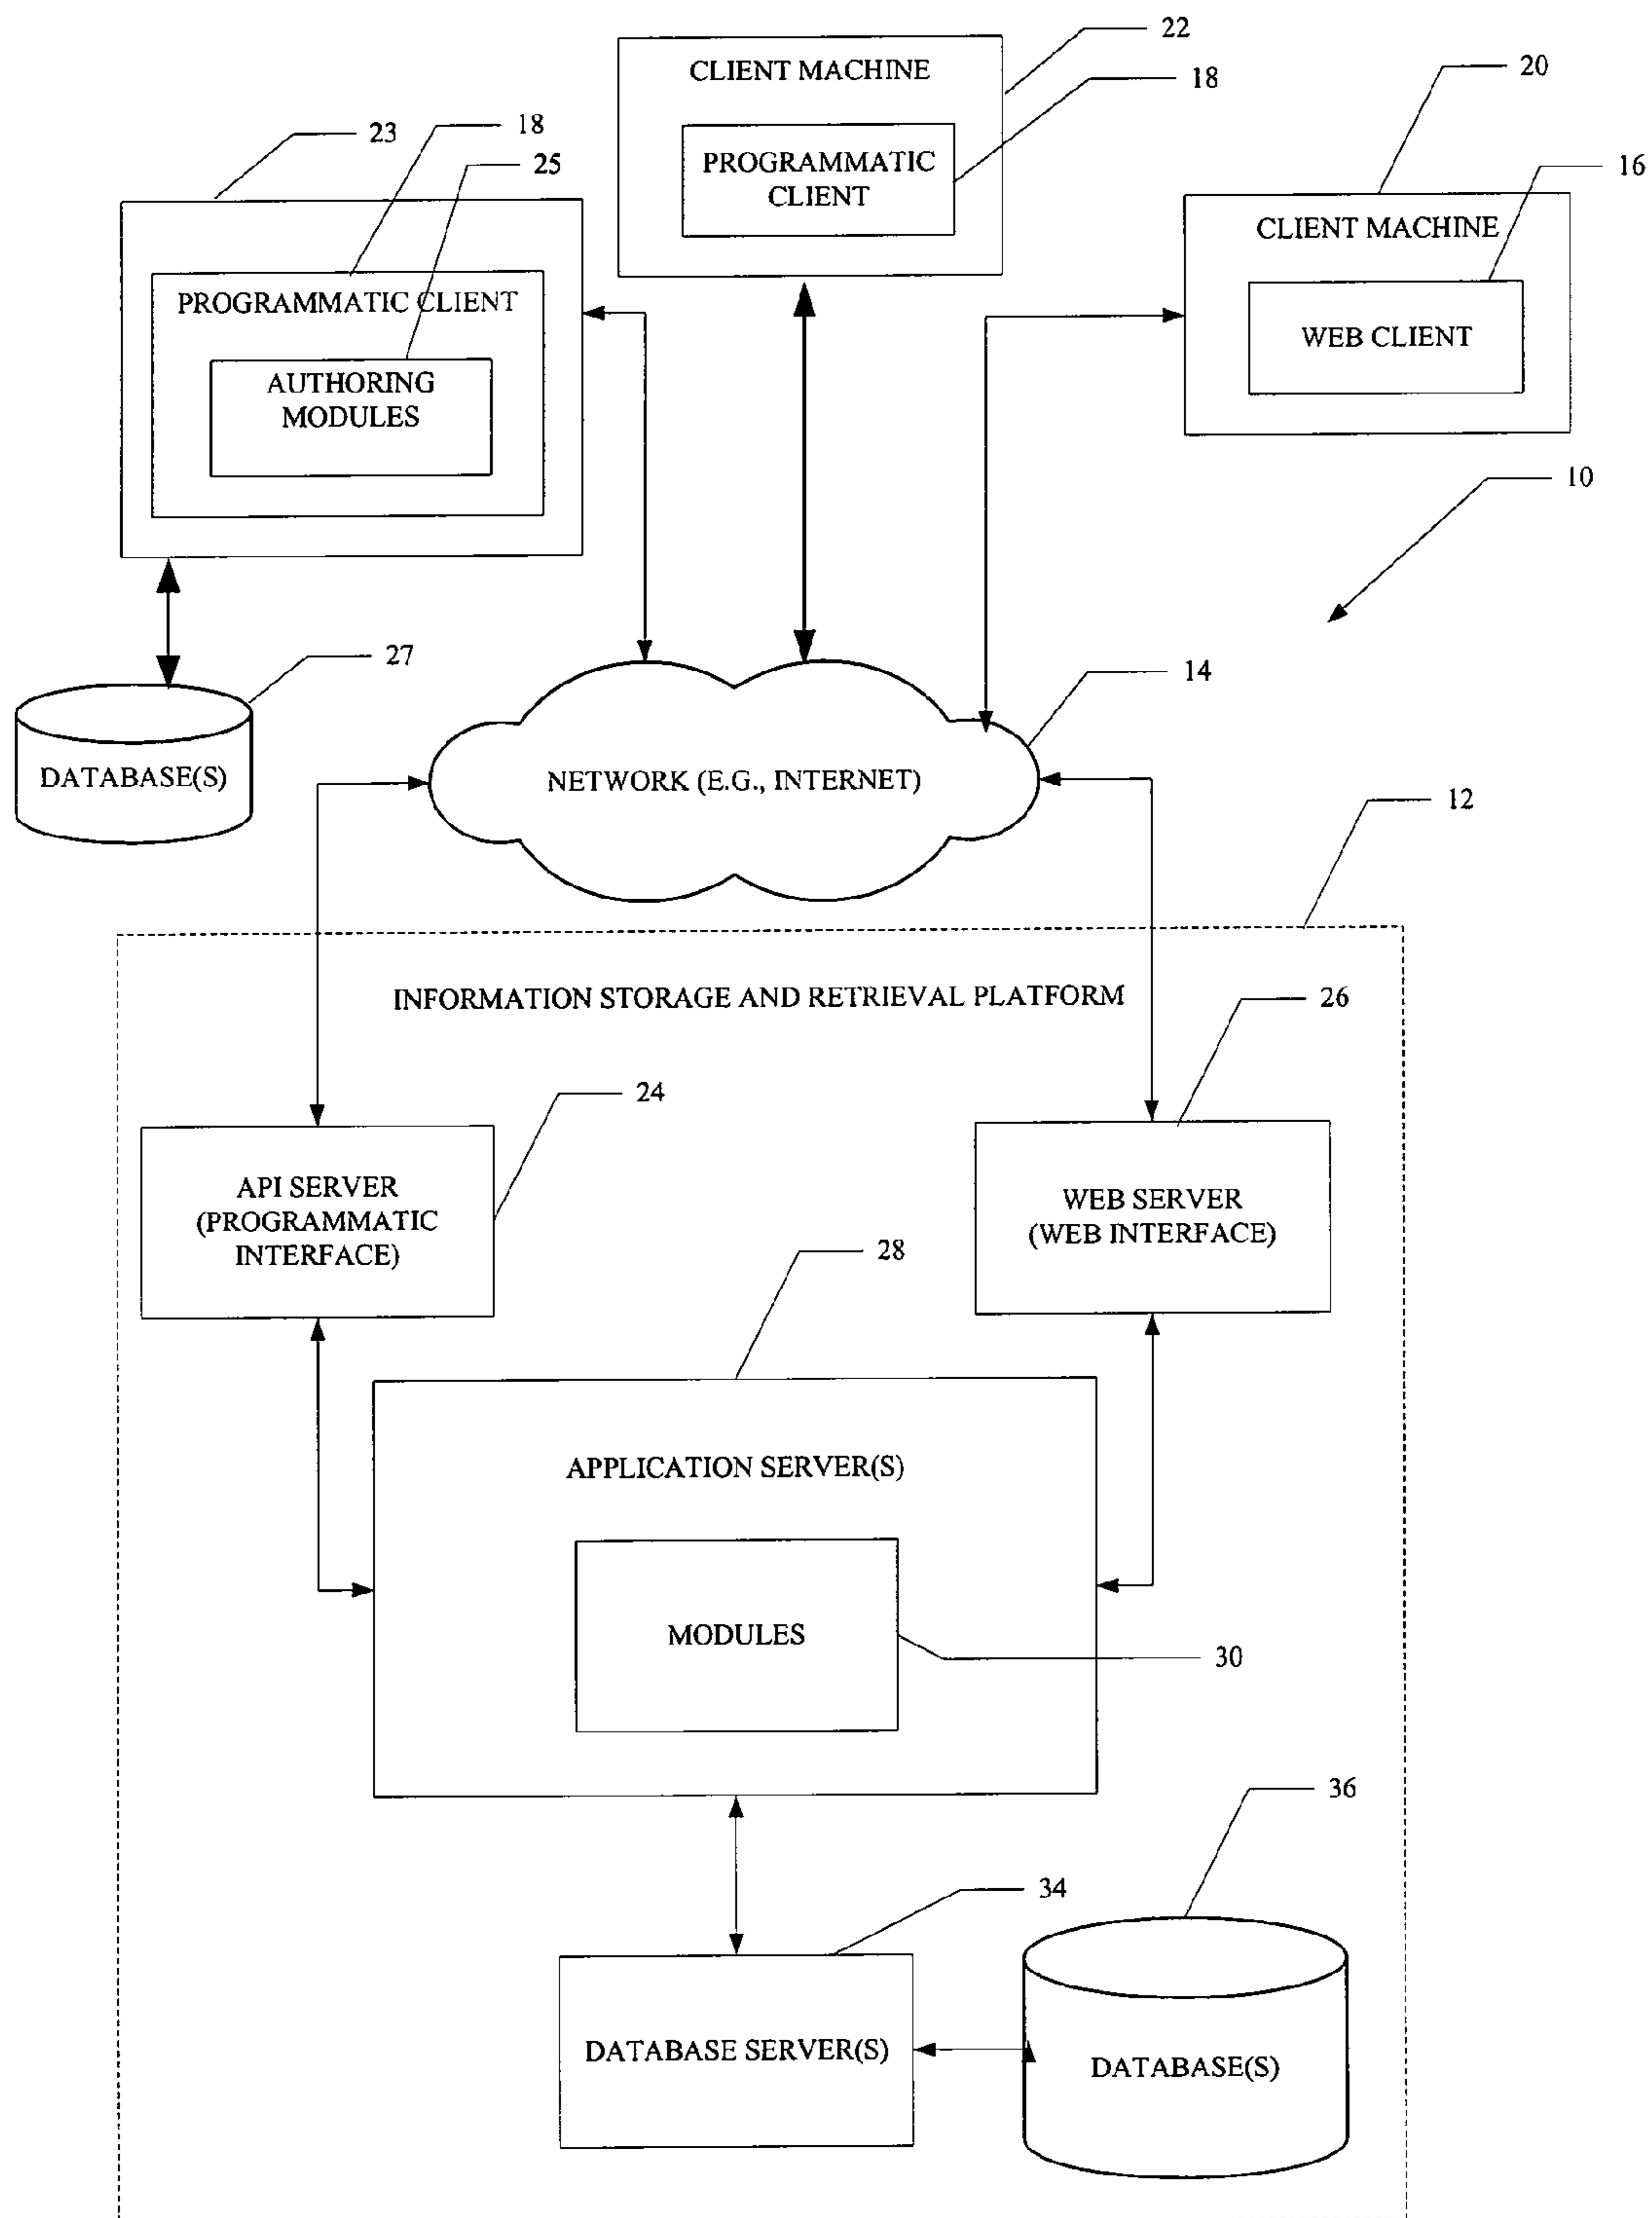 22
CLIENT MACHINE
18
PROGRAMMATIC
CLIENT
20
16
CLIENT MACHINE
WEB CLIENT
23
18
25
PROGRAMMATIC CLIENT
AUTHORING
MODULES
10
27
DATABASE(S)
14
NETWORK (E.G., INTERNET)
12
INFORMATION STORAGE AND RETRIEVAL PLATFORM
26
24
API SERVER
(PROGRAMMATIC
INTERFACE)
WEB SERVER
(WEB INTERFACE)
28
APPLICATION SERVER(S)
MODULES
30
36
34
DATABASE SERVER(S)
DATABASE(S)